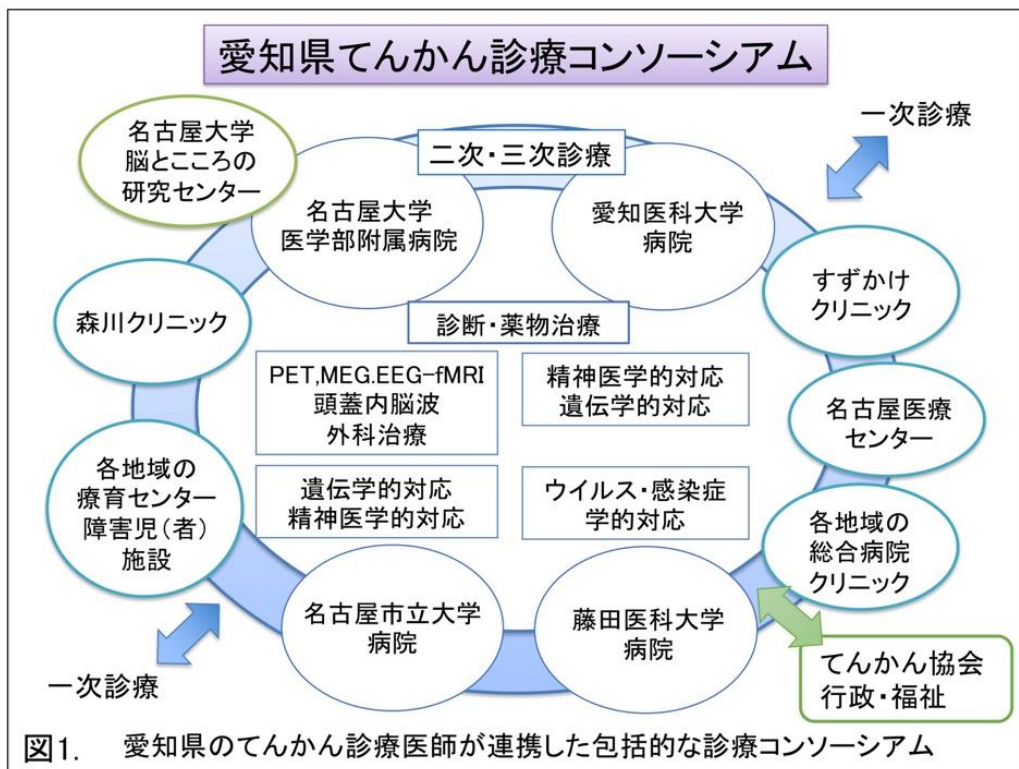 愛知県てんかん診療コンソーシアム
一次診療
名古屋大学
脳とこころの
研究センター
二次・三次診療
名古屋大学
医学部附属病院
愛知医科大学
病院
すずかけ
クリニック
森川クリニック
診断・薬物治療
PET,MEG.EEG-fMRI
頭蓋内脳波
外科治療
精神医学的対応
遺伝学的対応
名古屋医療
センター
各地域の
療育センター
障害児(者)
施設
遺伝学的対応
精神医学的対応
ウイルス・感染症
学的対応
各地域の
総合病院
クリニック
名古屋市立大学
病院
藤田医科大学
病院
一次診療
てんかん協会
行政・福祉
図1. 愛知県のてんかん診療医師が連携した包括的な診療コンソーシアム